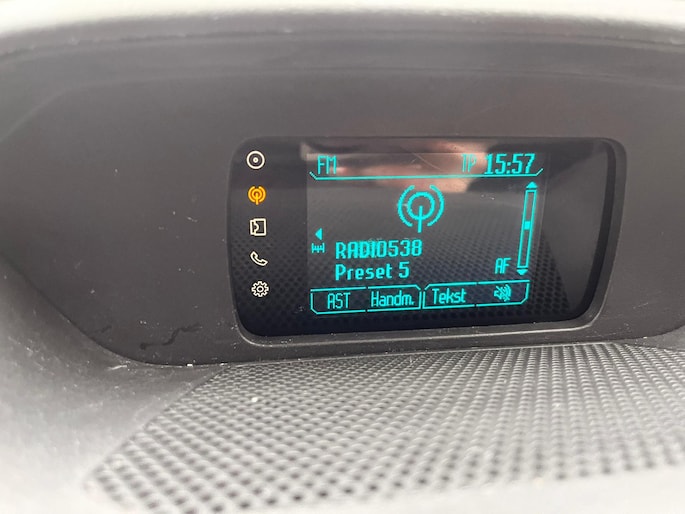 FM TP 15:57
RADIO538
Preset 5
AF
AST Handm. Tekst